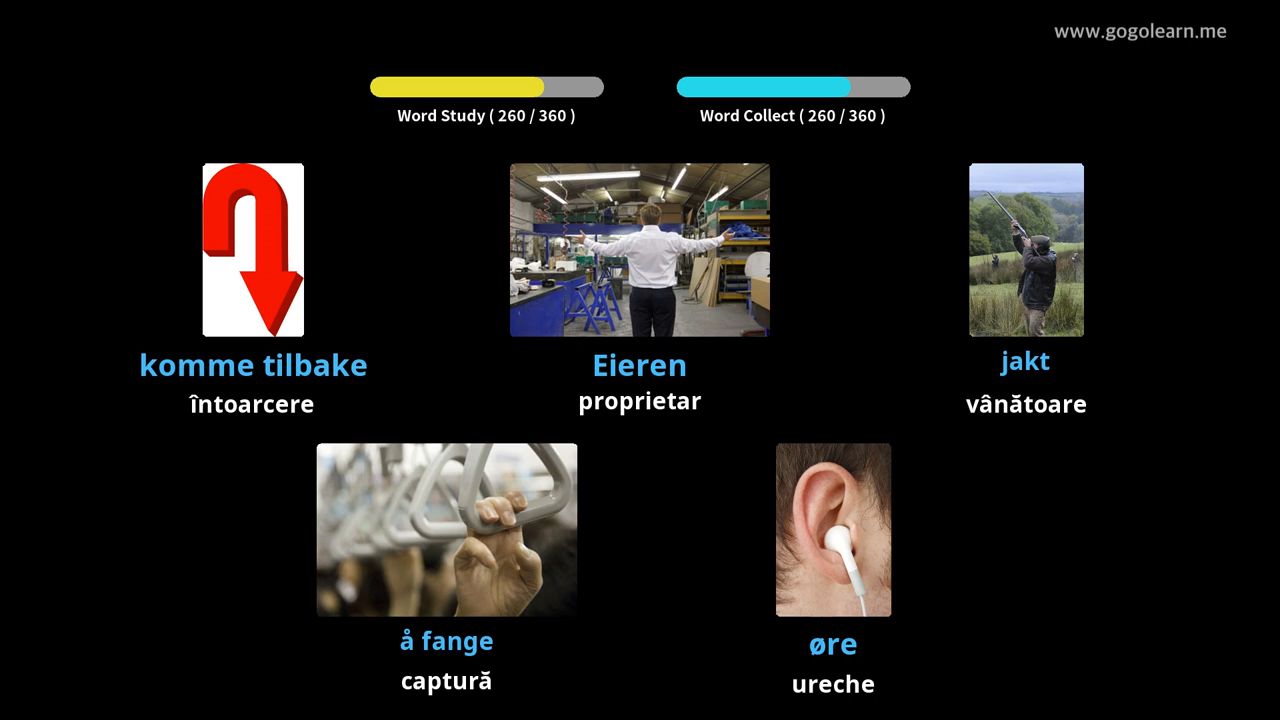 www.gogolearn.me
Word Study ( 260 / 360 )
Word Collect ( 260 / 360 )
komme tilbake
întoarcere
Eieren
proprietar
jakt
vânătoare
å fange
captură
øre
ureche